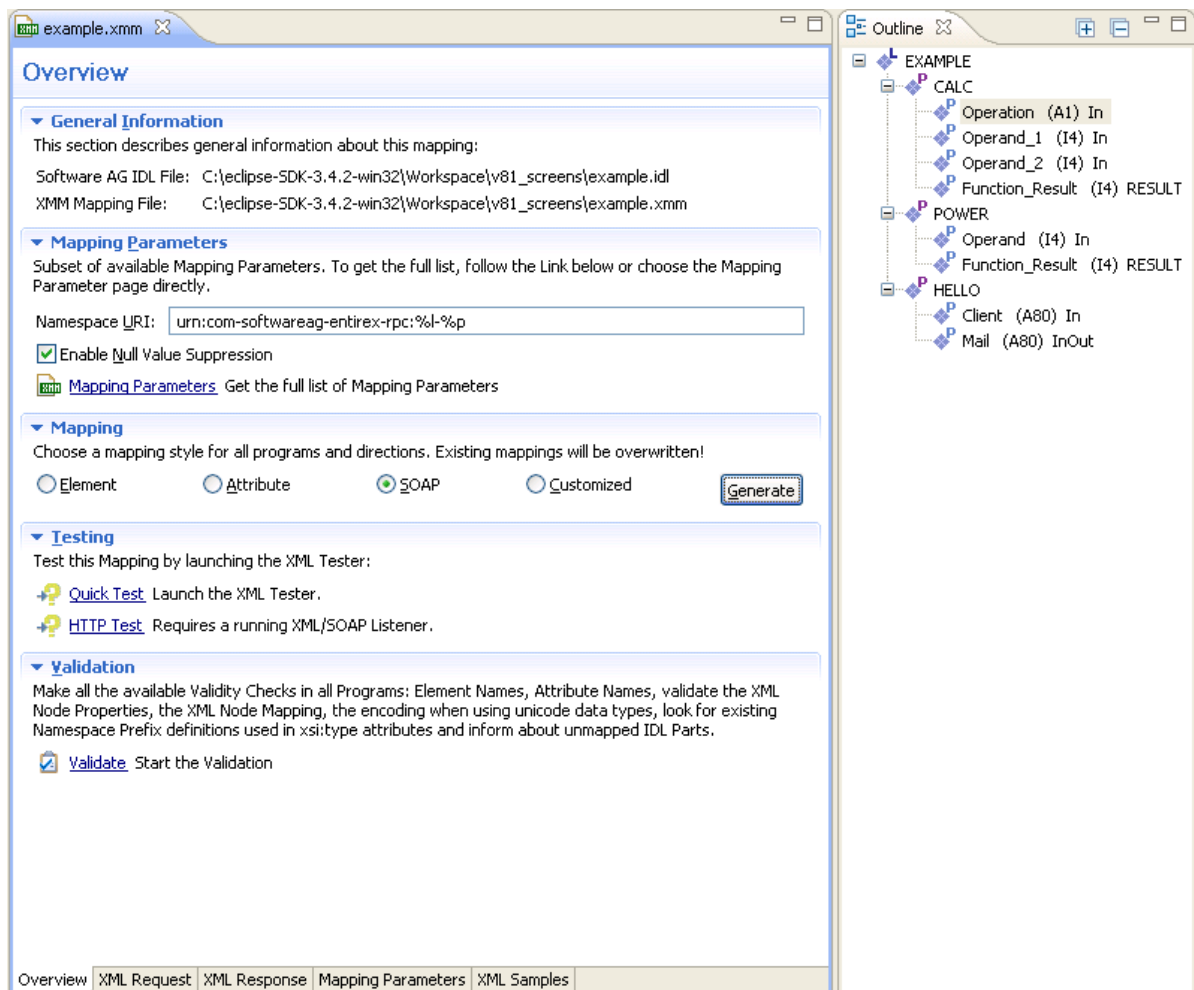 example.xmm
Overview
General Information
This section describes general information about this mapping:
Software AG IDL File: C:\eclipse-SDK-3.4.2-win32\Workspace\v81_screens\example.idl
XMM Mapping File: C:\eclipse-SDK-3.4.2-win32\Workspace\v81_screens\example.xmm
Mapping Parameters
Subset of available Mapping Parameters. To get the full list, follow the Link below or choose the Mapping
Parameter page directly.
Namespace URI: urn:com-softwareag-entirex-rpc:%l-%p
Enable Null Value Suppression
Mapping Parameters Get the full list of Mapping Parameters
Mapping
Choose a mapping style for all programs and directions. Existing mappings will be overwritten!
Element Attribute SOAP Customized Generate
Testing
Test this Mapping by launching the XML Tester:
Quick Test Launch the XML Tester.
HTTP Test Requires a running XML/SOAP Listener.
Validation
Make all the available Validity Checks in all Programs: Element Names, Attribute Names, validate the XML
Node Properties, the XML Node Mapping, the encoding when using unicode data types, look for existing
Namespace Prefix definitions used in xsi:type attributes and inform about unmapped IDL Parts.
Validate Start the Validation
Overview XML Request XML Response Mapping Parameters XML Samples
Outline
L EXAMPLE
P CALC
P Operation (A1) In
P Operand_1 (I4) In
P Operand_2 (I4) In
P Function_Result (I4) RESULT
P POWER
P Operand (I4) In
P Function_Result (I4) RESULT
P HELLO
P Client (A80) In
P Mail (A80) InOut